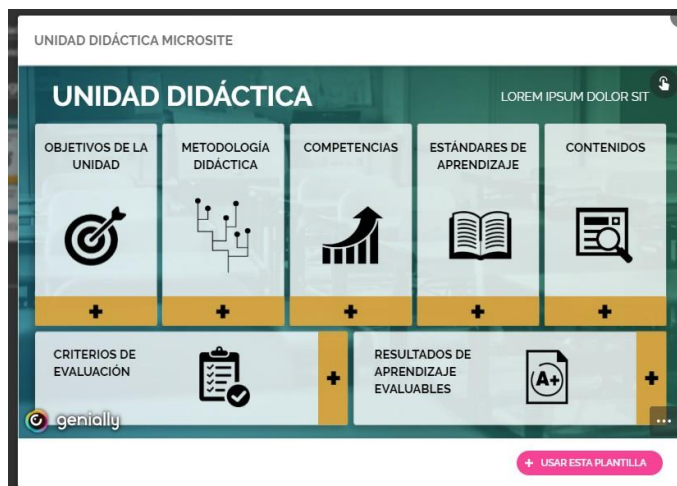 UNIDAD DIDÁCTICA MICROSITE
UNIDAD DIDÁCTICA
LOREM IPSUM DOLOR SIT
OBJETIVOS DE LA
UNIDAD
METODOLOGÍA
DIDÁCTICA
COMPETENCIAS
ESTÁNDARES DE
APRENDIZAJE
CONTENIDOS
+
+
+
+
+
CRITERIOS DE
EVALUACIÓN
+
RESULTADOS DE
APRENDIZAJE
EVALUABLES
A+
+
genially
+ USAR ESTA PLANTILLA